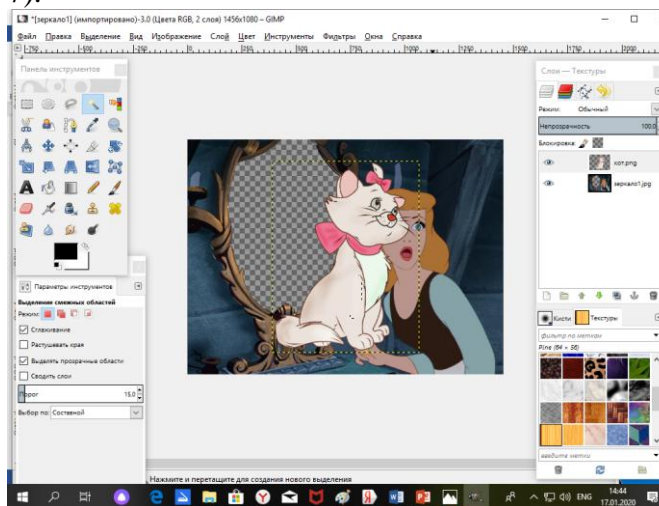 7).
*[зеркало1] (импортировано)-3.0 (Цвета RGB, 2 слоя) 1456x1080 – GIMP
Файл Правка Выделение Вид Изображение Слой Цвет Инструменты Фильтры Окна Справка
Панель инструментов
Слои — Текстуры
Режим: Обычный
Непрозрачность 100,0
Блокировка:
кот.png
зеркало1.jpg
Параметры инструментов
Выделение смежных областей
Режим:
Сглаживание
Растушевать края
Выделять прозрачные области
Сводить слои
Порог 15,0
Выбор по: Составной
Кисти Текстуры
фильтр по меткам
Pine (64 × 56)
введите метки
Нажмите и перетащите для создания нового выделения
ENG
14:44
17.01.2020